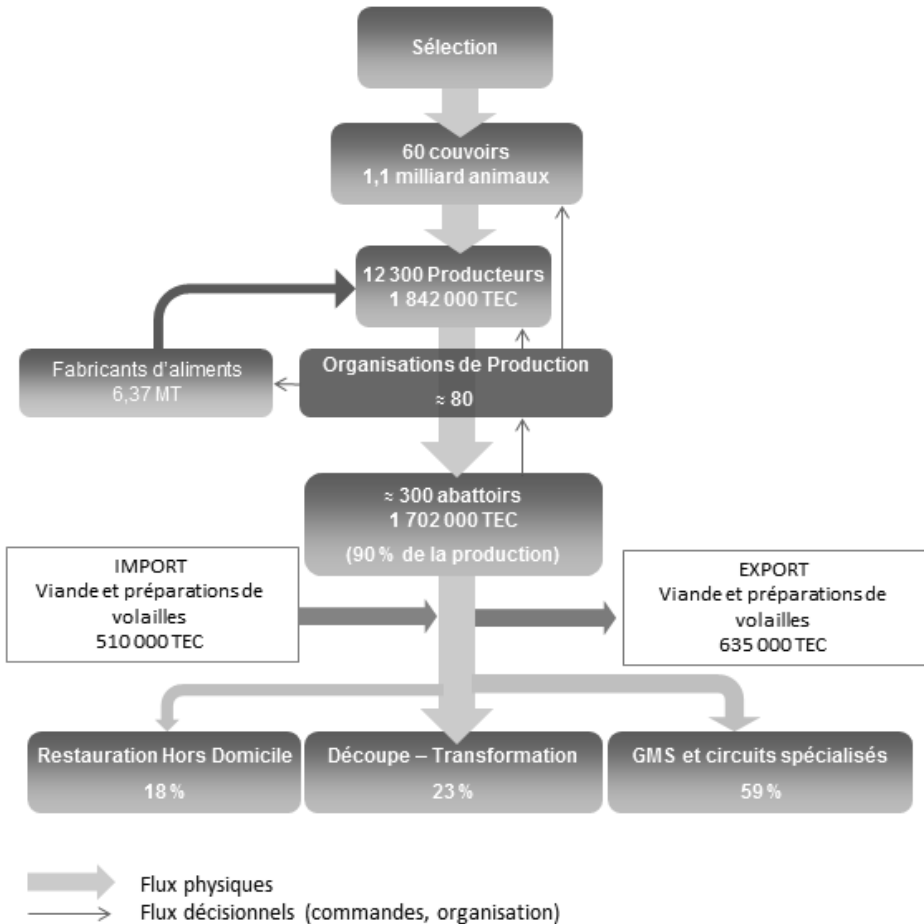 Sélection
60 couvoirs
1,1 milliard animaux
12 300 Producteurs
1 842 000 TEC
Fabricants d'aliments
6,37 MT
Organisations de Production
≈ 80
≈ 300 abattoirs
1 702 000 TEC
(90 % de la production)
IMPORT
Viande et préparations de
volailles
510 000 TEC
EXPORT
Viande et préparations de
volailles
635 000 TEC
Restauration Hors Domicile
18 %
Découpe – Transformation
23 %
GMS et circuits spécialisés
59 %
Flux physiques
Flux décisionnels (commandes, organisation)